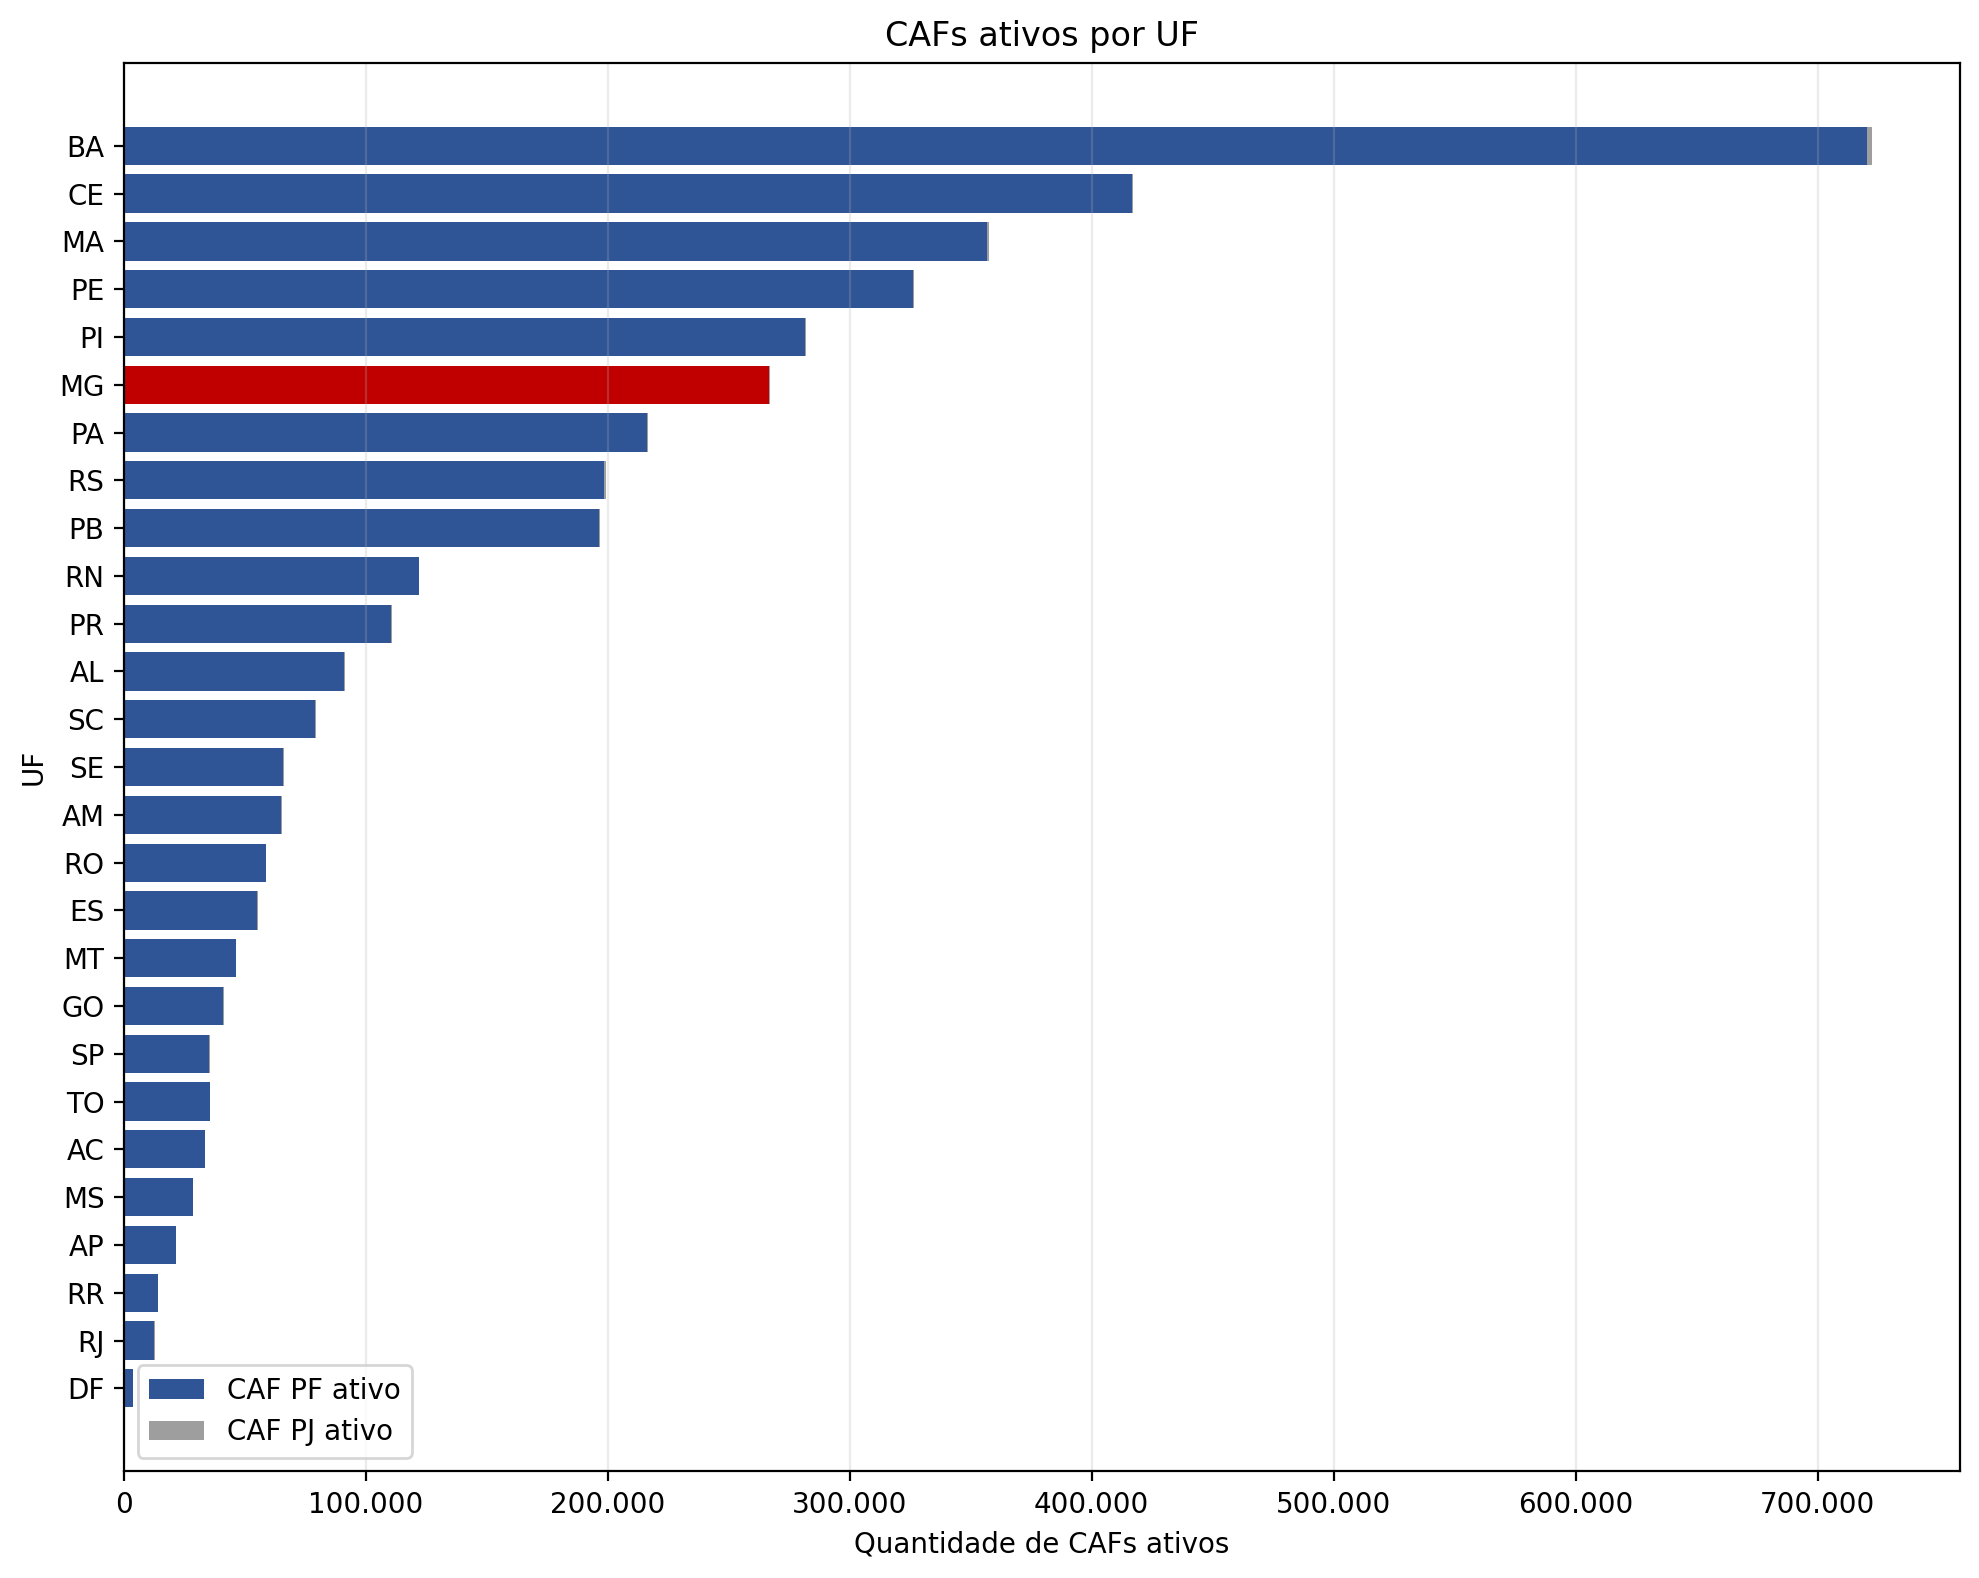 CAFs ativos por UF
UF
BA
CE
MA
PE
PI
MG
PA
RS
PB
RN
PR
AL
SC
SE
AM
RO
ES
MT
GO
SP
TO
AC
MS
AP
RR
RJ
DF
CAF PF ativo
CAF PJ ativo
0 100.000 200.000 300.000 400.000 500.000 600.000 700.000
Quantidade de CAFs ativos